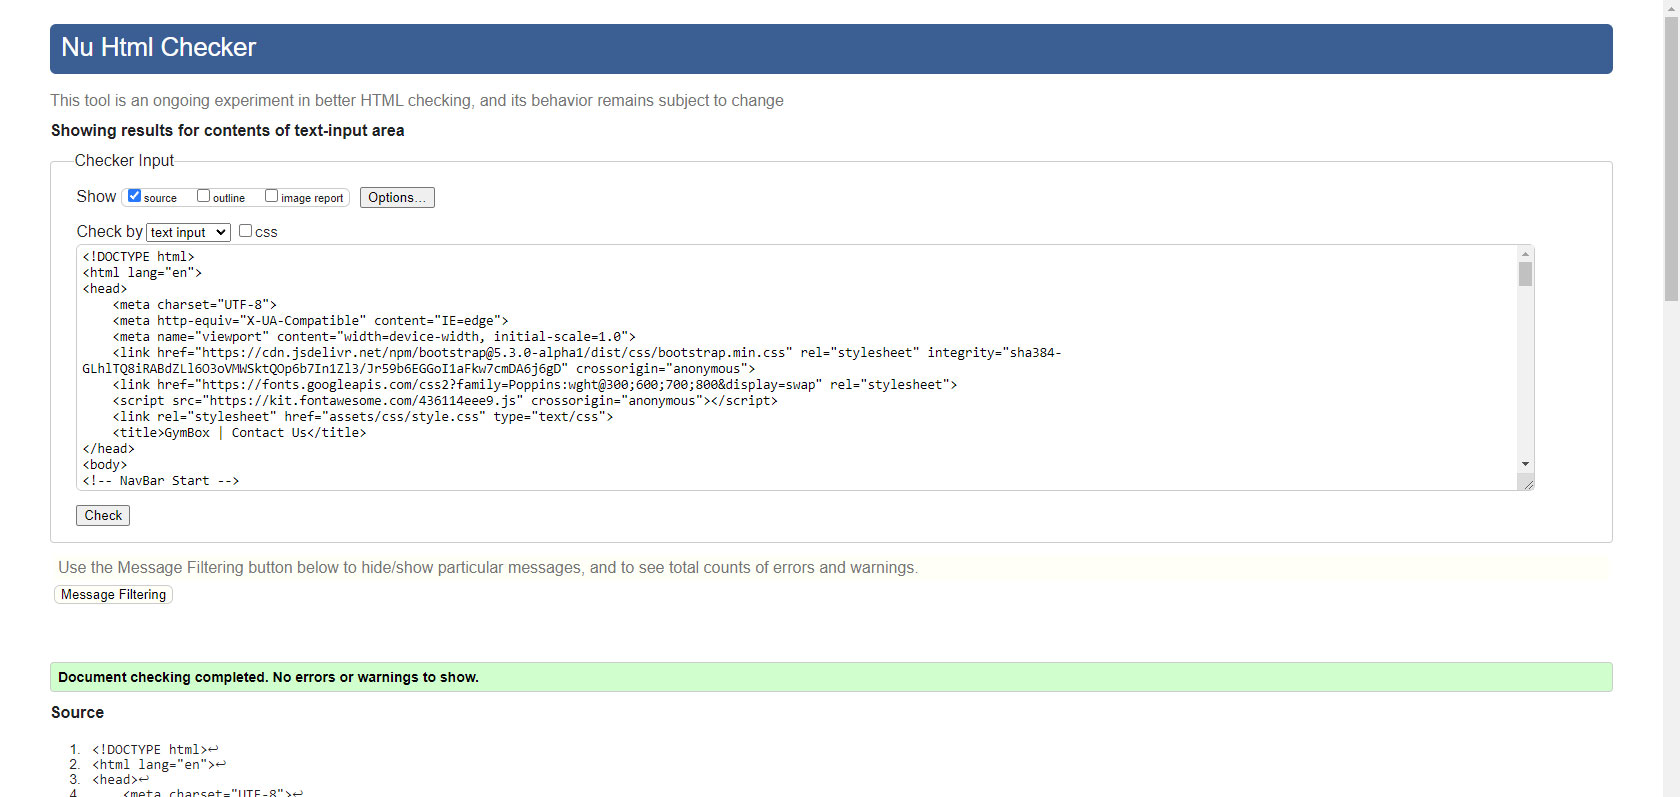 Nu Html Checker
This tool is an ongoing experiment in better HTML checking, and its behavior remains subject to change
Showing results for contents of text-input area
Checker Input
Show source outline image report Options...
Check by text input css
<!DOCTYPE html>
<html lang="en">
<head>
    <meta charset="UTF-8">
    <meta http-equiv="X-UA-Compatible" content="IE=edge">
    <meta name="viewport" content="width=device-width, initial-scale=1.0">
    <link href="https://cdn.jsdelivr.net/npm/bootstrap@5.3.0-alpha1/dist/css/bootstrap.min.css" rel="stylesheet" integrity="sha384-
GLhlTQ8iRABdZLl6O3oVMWSktQOp6b7In1Zl3/Jr59b6EGGoI1aFkw7cmDA6j6gD" crossorigin="anonymous">
    <link href="https://fonts.googleapis.com/css2?family=Poppins:wght@300;600;700;800&display=swap" rel="stylesheet">
    <script src="https://kit.fontawesome.com/436114eee9.js" crossorigin="anonymous"></script>
    <link rel="stylesheet" href="assets/css/style.css" type="text/css">
    <title>GymBox | Contact Us</title>
</head>
<body>
<!-- NavBar Start -->
Check
Use the Message Filtering button below to hide/show particular messages, and to see total counts of errors and warnings.
Message Filtering
Document checking completed. No errors or warnings to show.
Source
1. <!DOCTYPE html>↩
2. <html lang="en">↩
3. <head>↩
4. <meta charset="UTF-8">↩